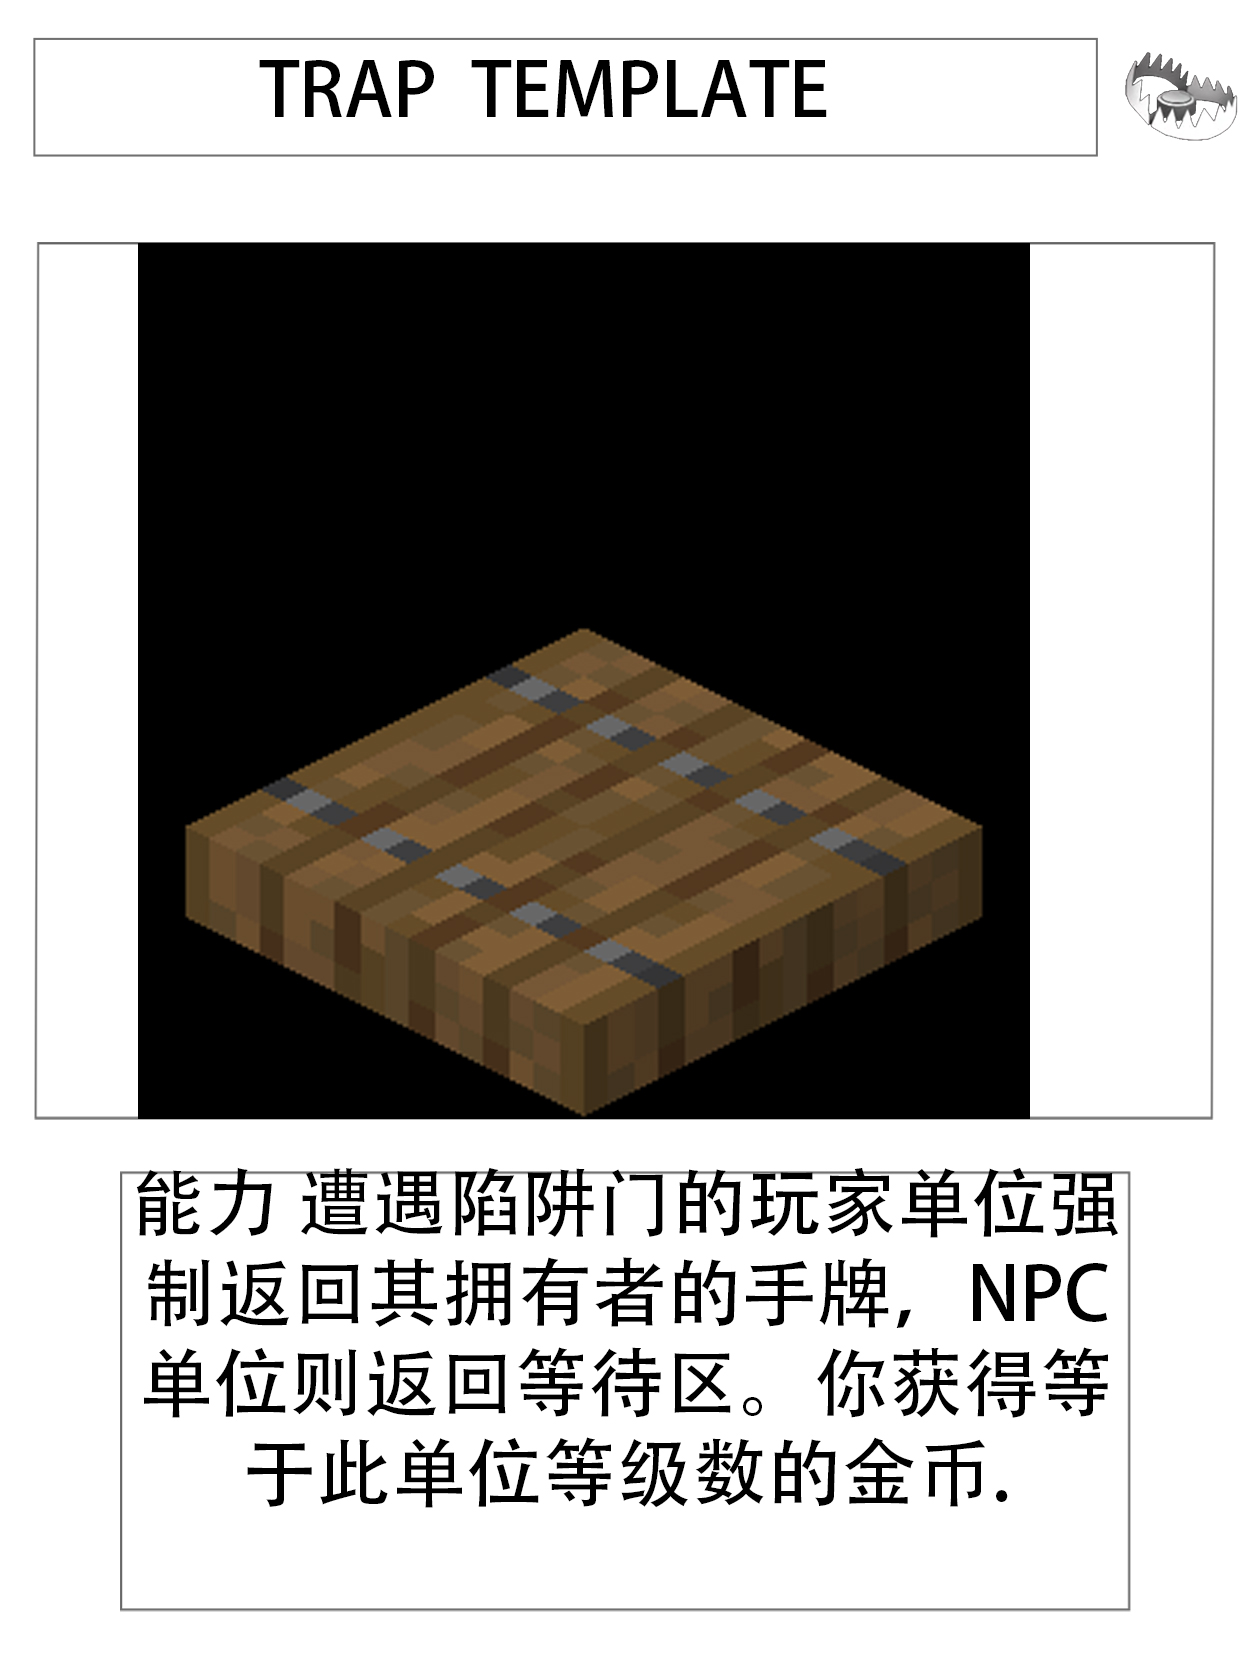 TRAP TEMPLATE
能力 遭遇陷阱门的玩家单位强
制返回其拥有者的手牌，NPC
单位则返回等待区。你获得等
于此单位等级数的金币.